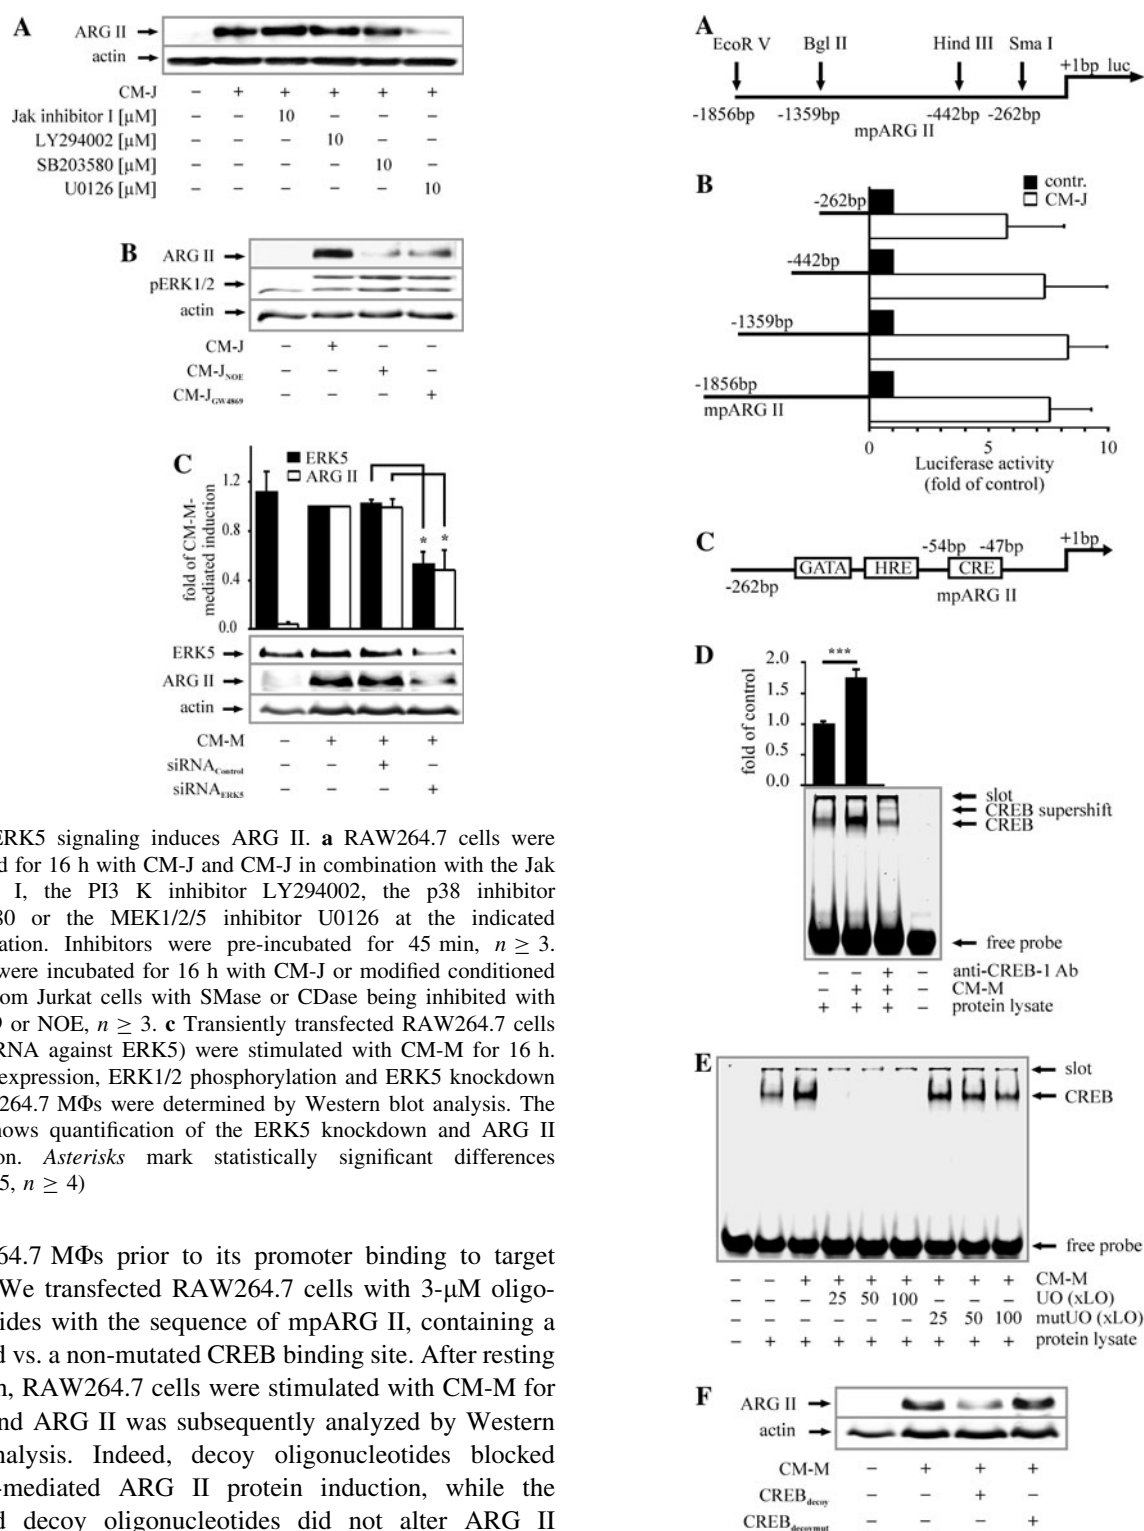 A
ARG II
actin
CM-J – + + + + +
Jak inhibitor I [µM] – – 10 – – –
LY294002 [µM] – – – 10 – –
SB203580 [µM] – – – – 10 –
U0126 [µM] – – – – – 10
B
ARG II
pERK1/2
actin
CM-J – + – –
CM-J_NOE – – + –
CM-J_GW4869 – – – +
C
ERK5
ARG II
fold of CM-M-
mediated induction
1.2
0.8
0.4
0.0
* *
ERK5
ARG II
actin
CM-M – + + +
siRNA_Control – – + –
siRNA_ERK5 – – – +
ERK5 signaling induces ARG II. a RAW264.7 cells were
d for 16 h with CM-J and CM-J in combination with the Jak
I, the PI3 K inhibitor LY294002, the p38 inhibitor
80 or the MEK1/2/5 inhibitor U0126 at the indicated
ation. Inhibitors were pre-incubated for 45 min, n ≥ 3.
were incubated for 16 h with CM-J or modified conditioned
om Jurkat cells with SMase or CDase being inhibited with
9 or NOE, n ≥ 3. c Transiently transfected RAW264.7 cells
RNA against ERK5) were stimulated with CM-M for 16 h.
expression, ERK1/2 phosphorylation and ERK5 knockdown
264.7 MΦs were determined by Western blot analysis. The
hows quantification of the ERK5 knockdown and ARG II
on. Asterisks mark statistically significant differences
5, n ≥ 4)
64.7 MΦs prior to its promoter binding to target
We transfected RAW264.7 cells with 3-µM oligo-
ides with the sequence of mpARG II, containing a
d vs. a non-mutated CREB binding site. After resting
h, RAW264.7 cells were stimulated with CM-M for
nd ARG II was subsequently analyzed by Western
nalysis. Indeed, decoy oligonucleotides blocked
-mediated ARG II protein induction, while the
d decoy oligonucleotides did not alter ARG II
A
EcoR V Bgl II Hind III Sma I
+1bp luc
-1856bp -1359bp -442bp -262bp
mpARG II
B
contr.
CM-J
-262bp
-442bp
-1359bp
-1856bp
mpARG II
0 5 10
Luciferase activity
(fold of control)
C
-54bp -47bp +1bp
GATA HRE CRE
-262bp
mpARG II
D
fold of control
2.0
1.5
1.0
0.5
0.0
***
slot
CREB supershift
CREB
free probe
– – + – anti-CREB-1 Ab
– + + – CM-M
+ + + – protein lysate
E
slot
CREB
free probe
– – + + + + + + + CM-M
– – – 25 50 100 – – – UO (xLO)
– – – – – – 25 50 100 mutUO (xLO)
– + + + + + + + + protein lysate
F
ARG II
actin
CM-M – + + +
CREB_decoy – – + –
CREB_decoymut – – – +